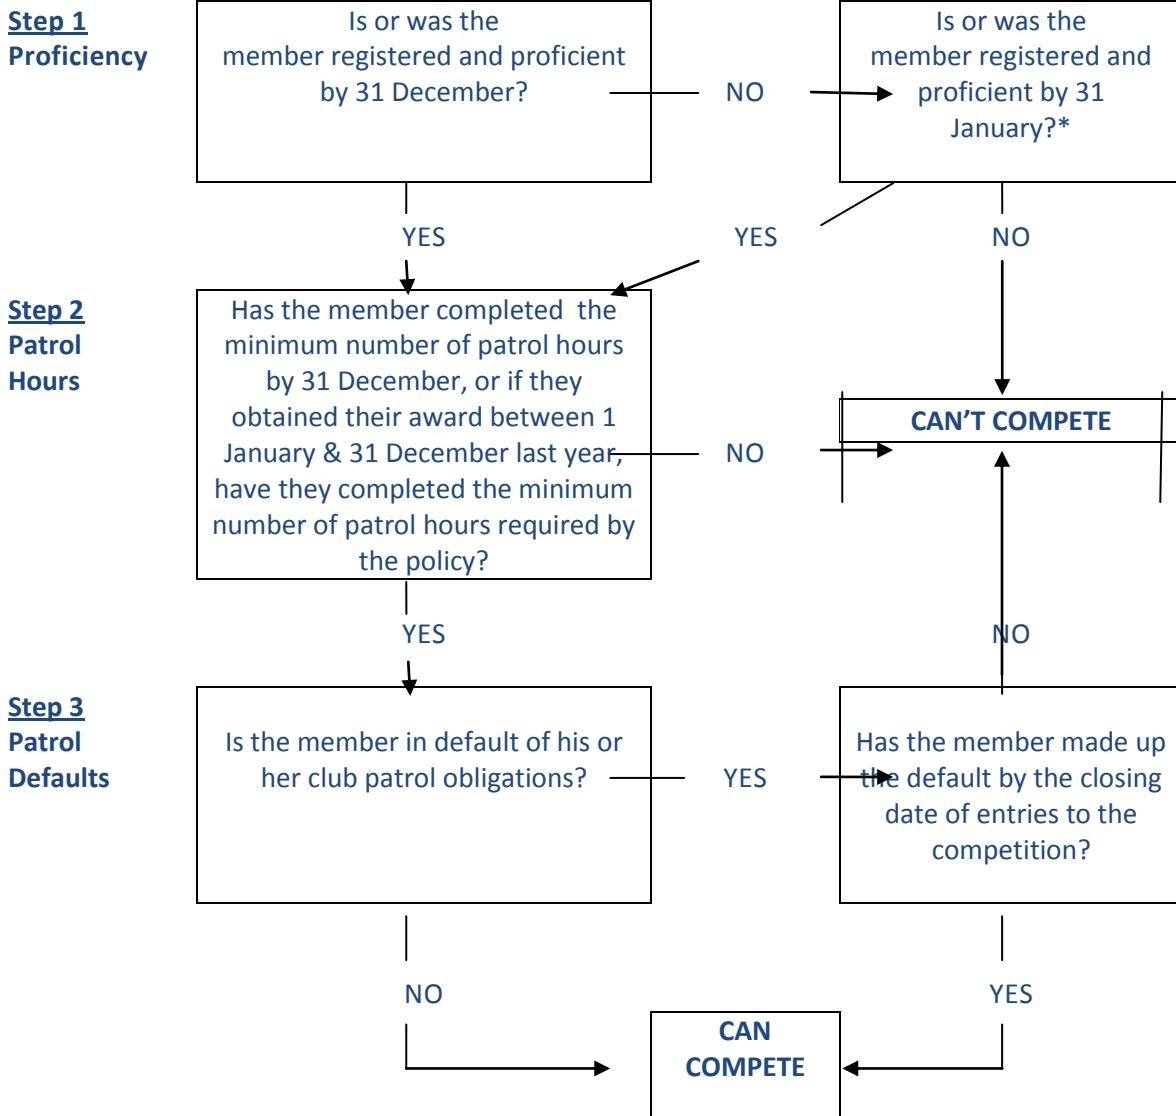 Step 1
Proficiency
Is or was the
member registered and proficient
by 31 December?
NO
Is or was the
member registered and
proficient by 31
January?*
YES
YES
NO
Step 2
Patrol
Hours
Has the member completed the
minimum number of patrol hours
by 31 December, or if they
obtained their award between 1
January & 31 December last year,
have they completed the minimum
number of patrol hours required by
the policy?
NO
CAN'T COMPETE
YES
NO
Step 3
Patrol
Defaults
Is the member in default of his or
her club patrol obligations?
YES
Has the member made up
the default by the closing
date of entries to the
competition?
NO
YES
CAN
COMPETE